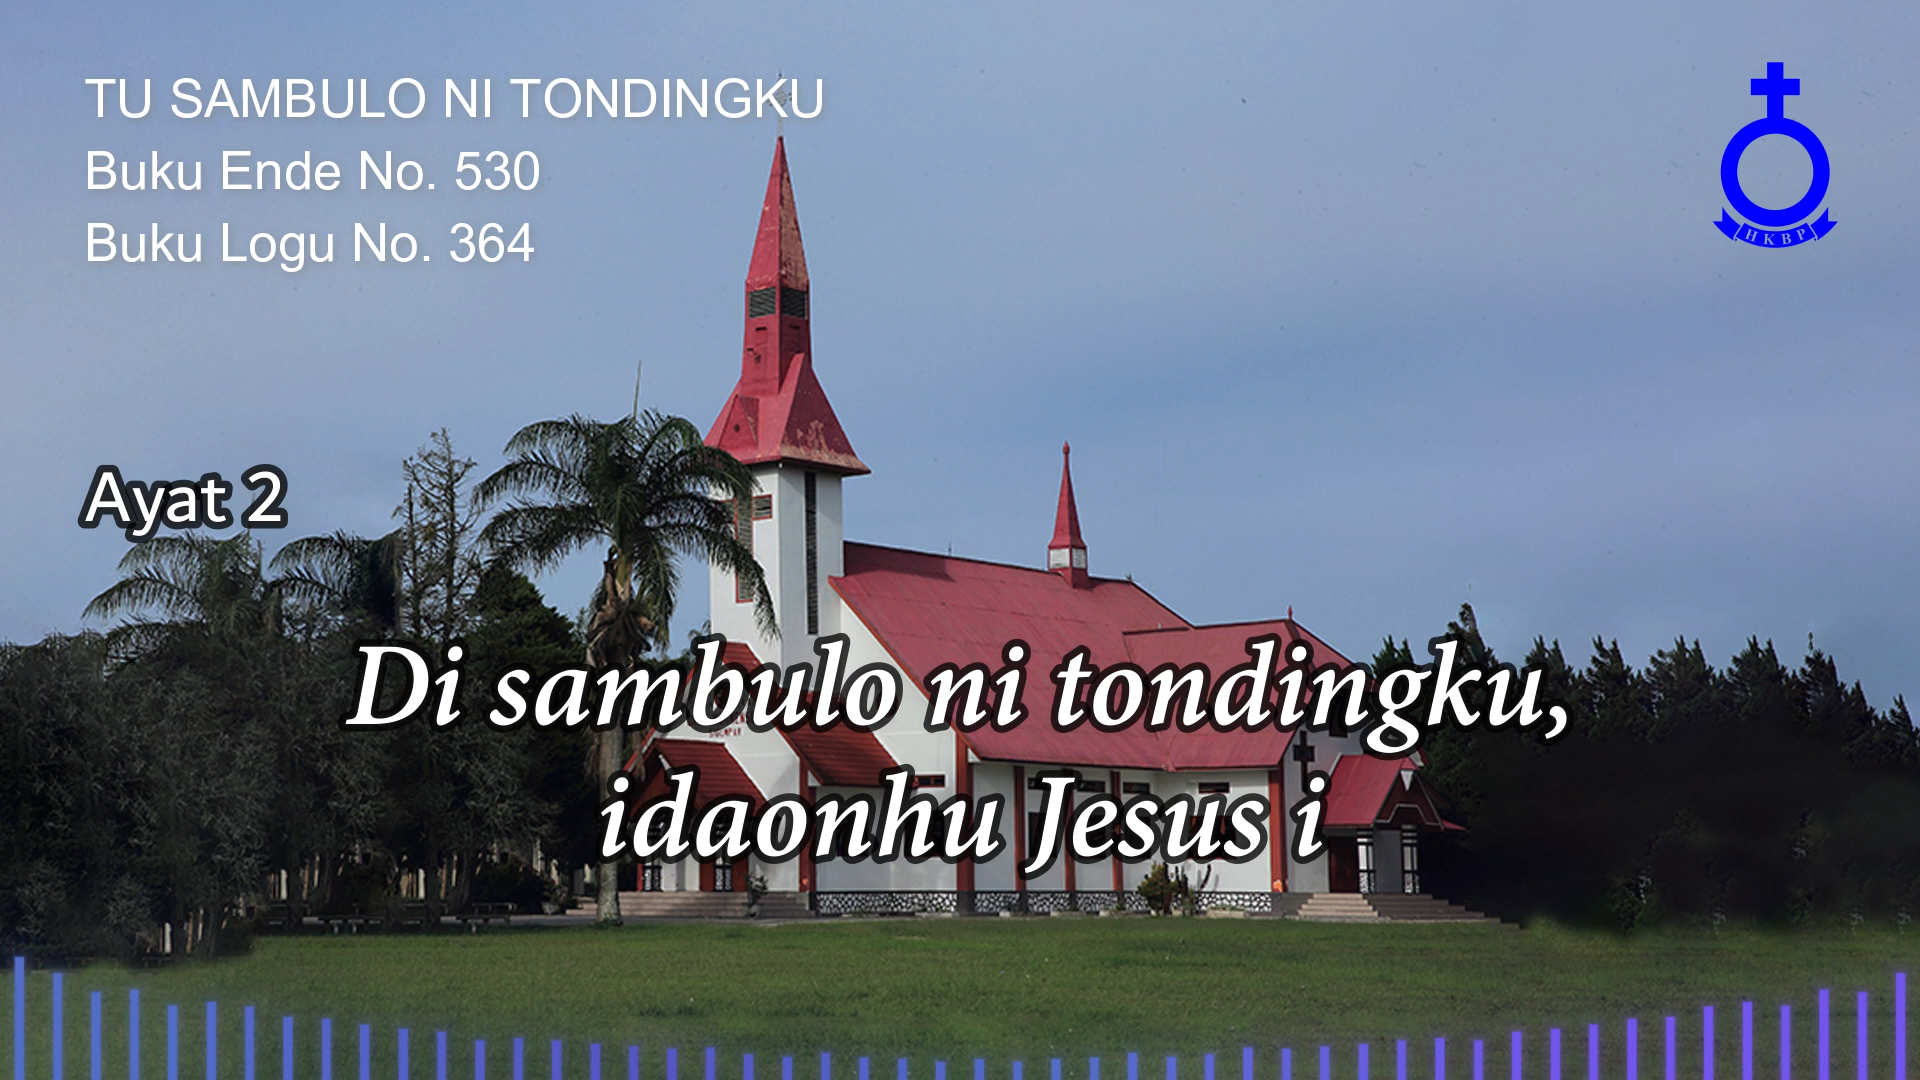 TU SAMBULO NI TONDINGKU
Buku Ende No. 530
Buku Logu No. 364
HKBP
Ayat 2
Di sambulo ni tondingku,
idaonhu Jesus i